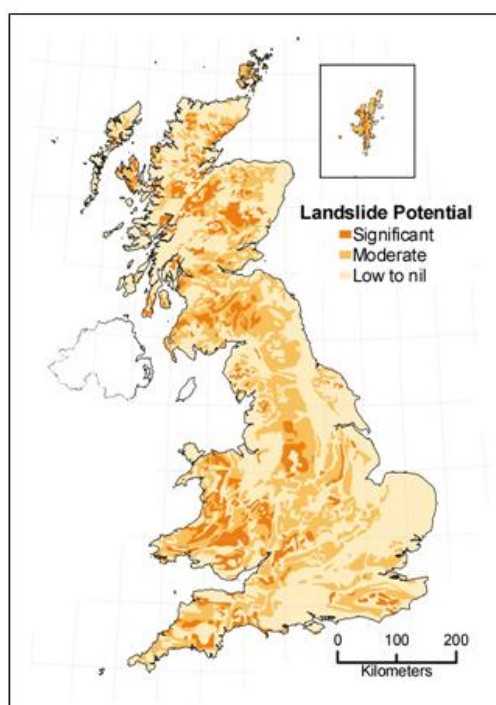 Landslide Potential
Significant
Moderate
Low to nil
0 100 200
Kilometers